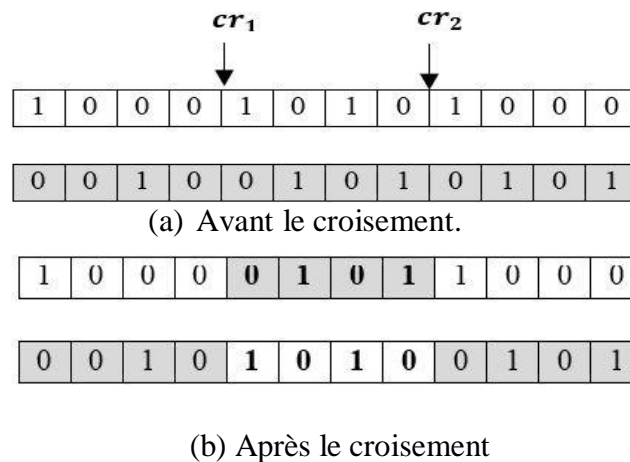 cr1 cr2
1 0 0 0 1 0 1 0 1 0 0 0
0 0 1 0 0 1 0 1 0 1 0 1
(a) Avant le croisement.
1 0 0 0 0 1 0 1 1 0 0 0
0 0 1 0 1 0 1 0 0 1 0 1
(b) Après le croisement